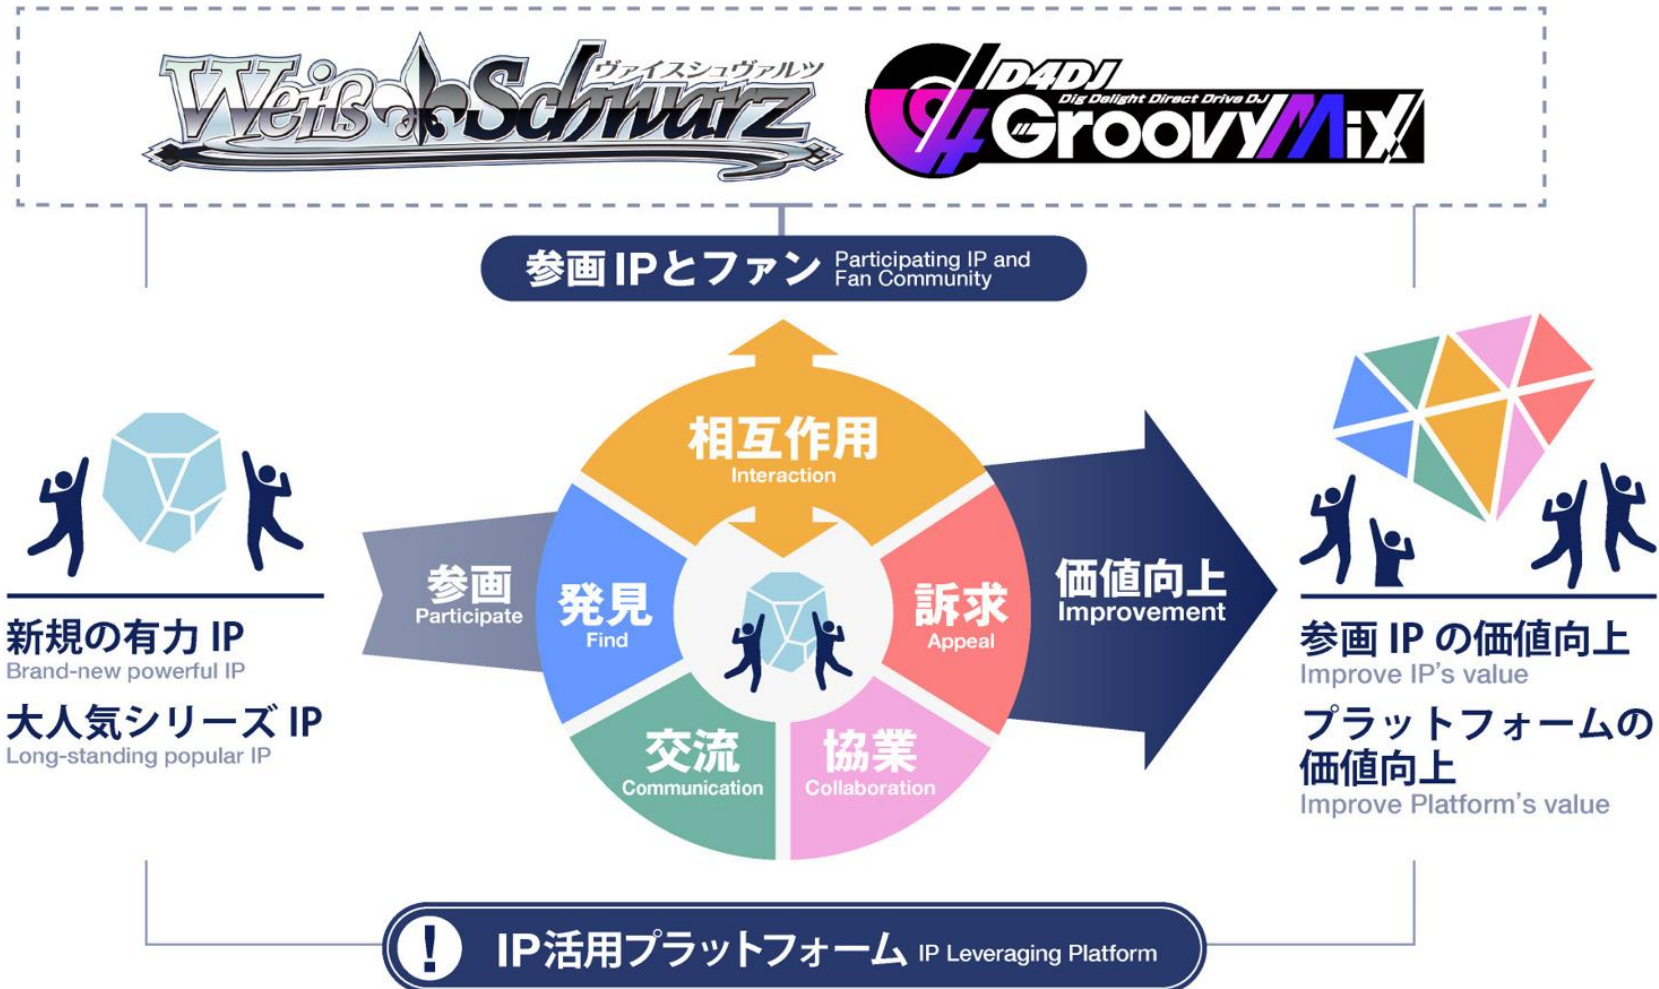 Weiß Schwarz
ヴァイスシュヴァルツ
D4DJ
Dig Delight Direct Drive DJ
Groovy Mix
参画 IPとファン
Participating IP and
Fan Community
相互作用
Interaction
参画
Participate
発見
Find
訴求
Appeal
価値向上
Improvement
交流
Communication
協業
Collaboration
新規の有力 IP
Brand-new powerful IP
大人気シリーズ IP
Long-standing popular IP
参画 IP の価値向上
Improve IP's value
プラットフォームの
価値向上
Improve Platform's value
! IP活用プラットフォーム IP Leveraging Platform